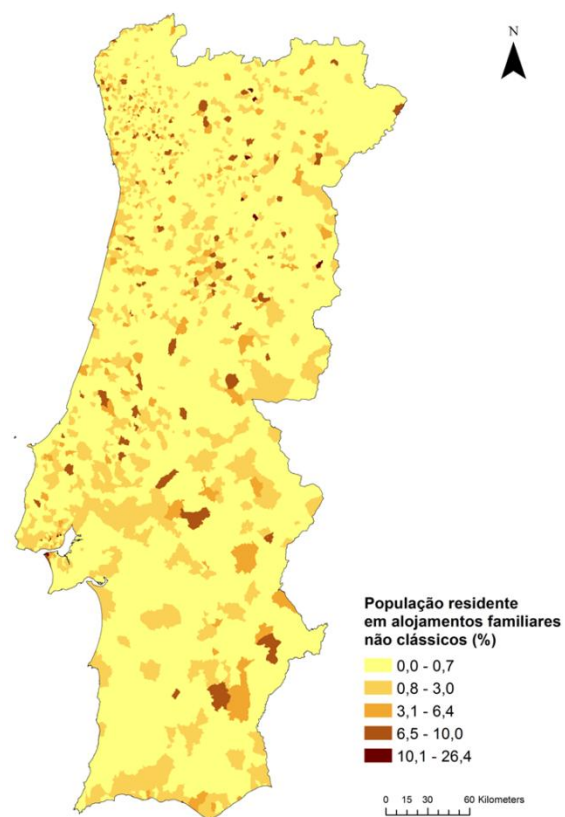 N
População residente
em alojamentos familiares
não clássicos (%)
0,0 - 0,7
0,8 - 3,0
3,1 - 6,4
6,5 - 10,0
10,1 - 26,4
0 15 30 60 Kilometers